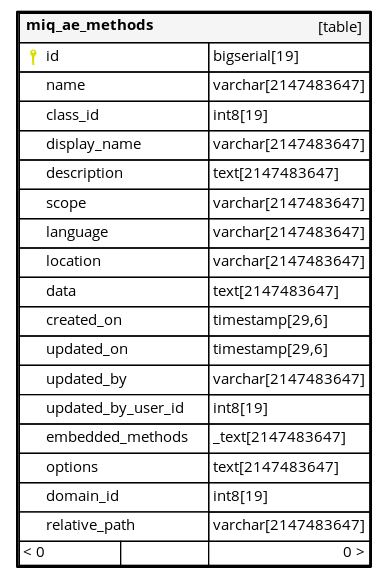 miq_ae_methods [table]
id bigserial[19]
name varchar[2147483647]
class_id int8[19]
display_name varchar[2147483647]
description text[2147483647]
scope varchar[2147483647]
language varchar[2147483647]
location varchar[2147483647]
data text[2147483647]
created_on timestamp[29,6]
updated_on timestamp[29,6]
updated_by varchar[2147483647]
updated_by_user_id int8[19]
embedded_methods _text[2147483647]
options text[2147483647]
domain_id int8[19]
relative_path varchar[2147483647]
< 0 0 >